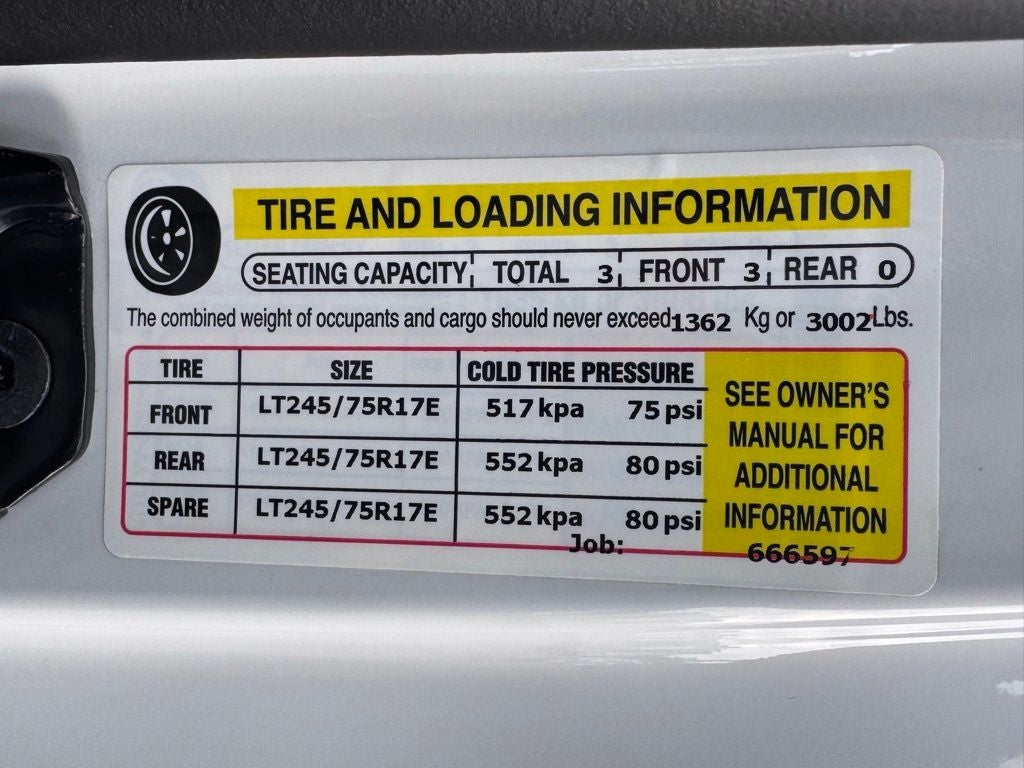 TIRE AND LOADING INFORMATION
SEATING CAPACITY TOTAL 3 FRONT 3 REAR 0
The combined weight of occupants and cargo should never exceed 1362 Kg or 3002 Lbs.
TIRE SIZE COLD TIRE PRESSURE
FRONT LT245/75R17E 517 kpa 75 psi
REAR LT245/75R17E 552 kpa 80 psi
SPARE LT245/75R17E 552 kpa 80 psi
SEE OWNER'S
MANUAL FOR
ADDITIONAL
INFORMATION
Job: 666597